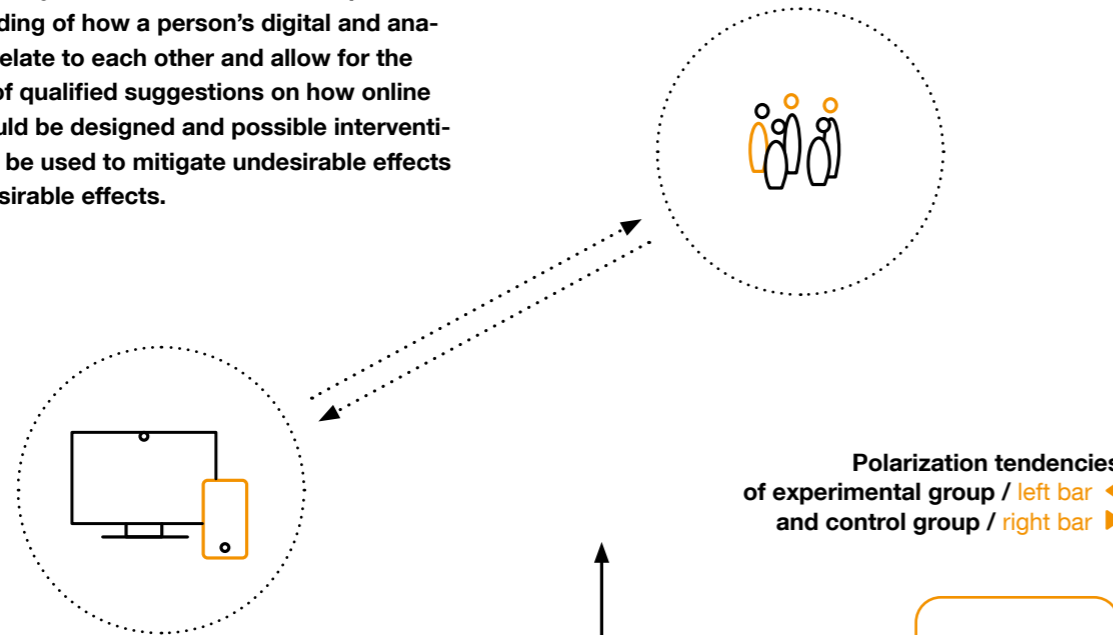 ding of how a person's digital and ana-
elate to each other and allow for the
of qualified suggestions on how online
uld be designed and possible interventi-
be used to mitigate undesirable effects
sirable effects.
Polarization tendencies
of experimental group / left bar
and control group / right bar